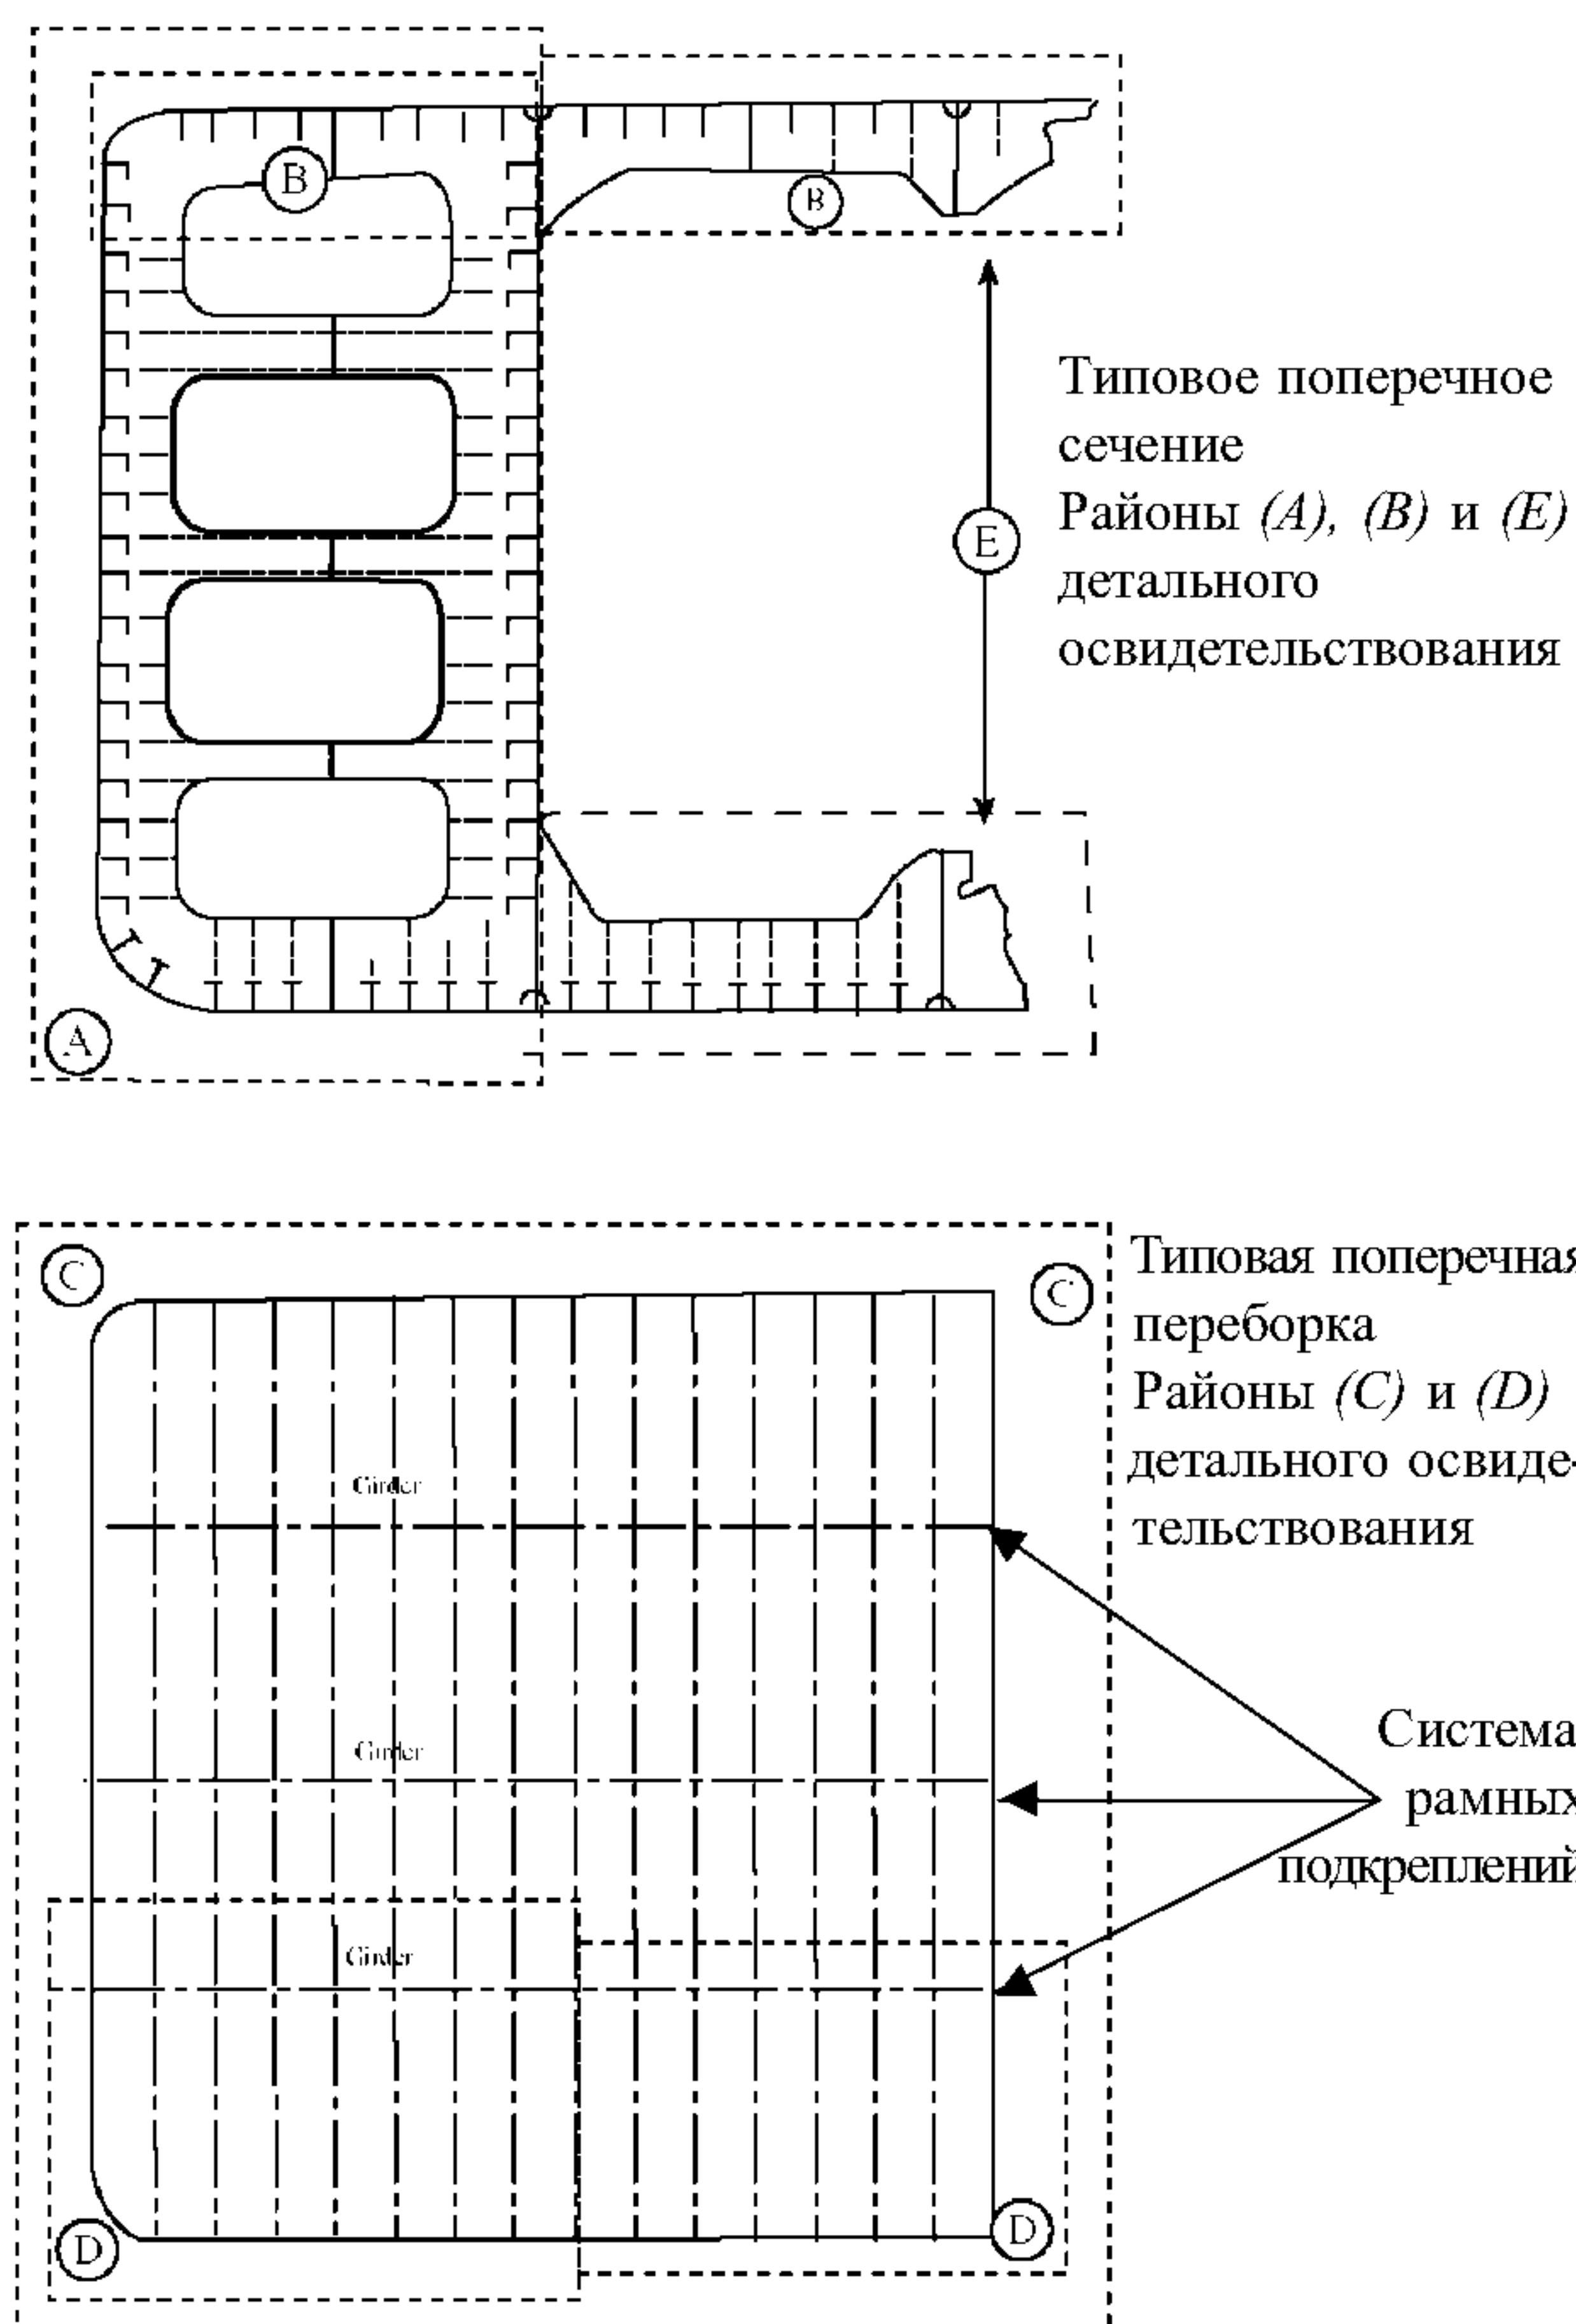 B
B
Типовое поперечное
сечение
Районы (A), (B) и (E)
E
детального
освидетельствования
A
C
C
Типовая поперечная
переборка
Районы (C) и (D)
детального освиде-
тельствования
Girder
Система
рамных
подкреплений
Girder
Girder
D
D